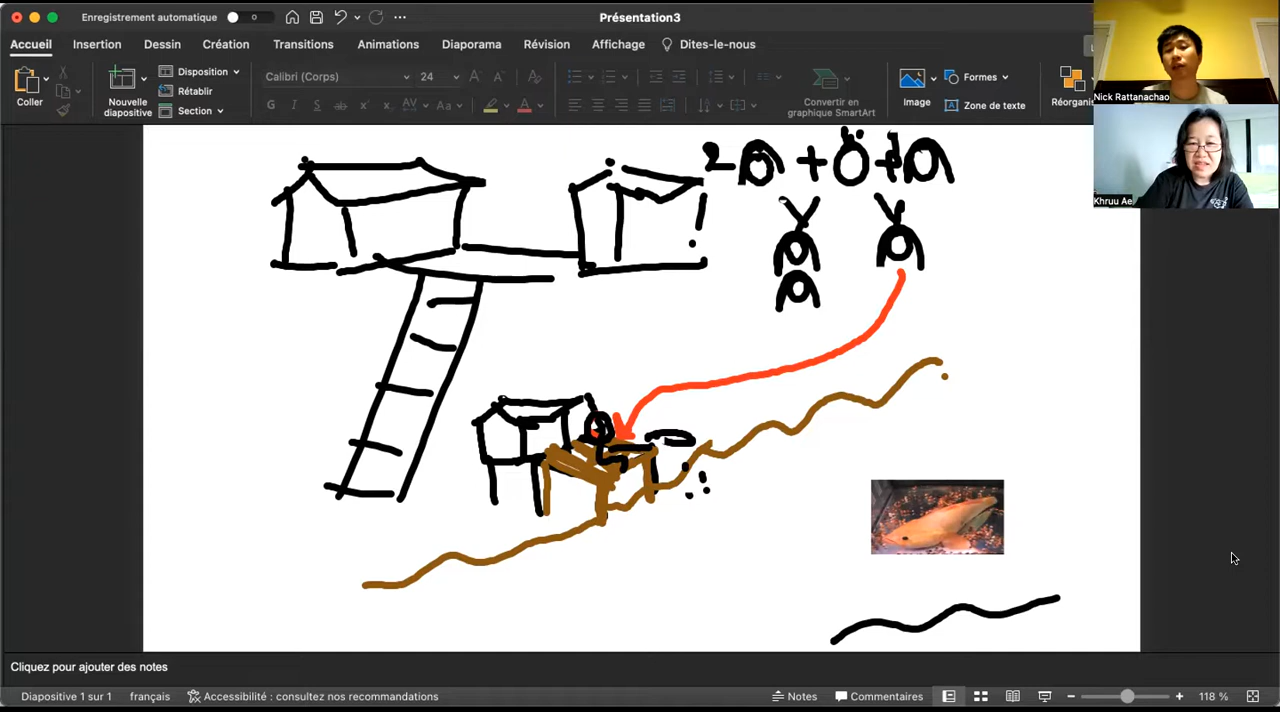 Enregistrement automatique
Présentation3
Accueil Insertion Dessin Création Transitions Animations Diaporama Révision Affichage Dites-le-nous
Coller
Nouvelle diapositive
Disposition
Rétablir
Section
Calibri (Corps) 24
Convertir en graphique SmartArt
Image
Formes
Zone de texte
Réorganis
Nick Rattanachao
Khruu Ae
Cliquez pour ajouter des notes
Diapositive 1 sur 1 français Accessibilité : consultez nos recommandations Notes Commentaires 118 %